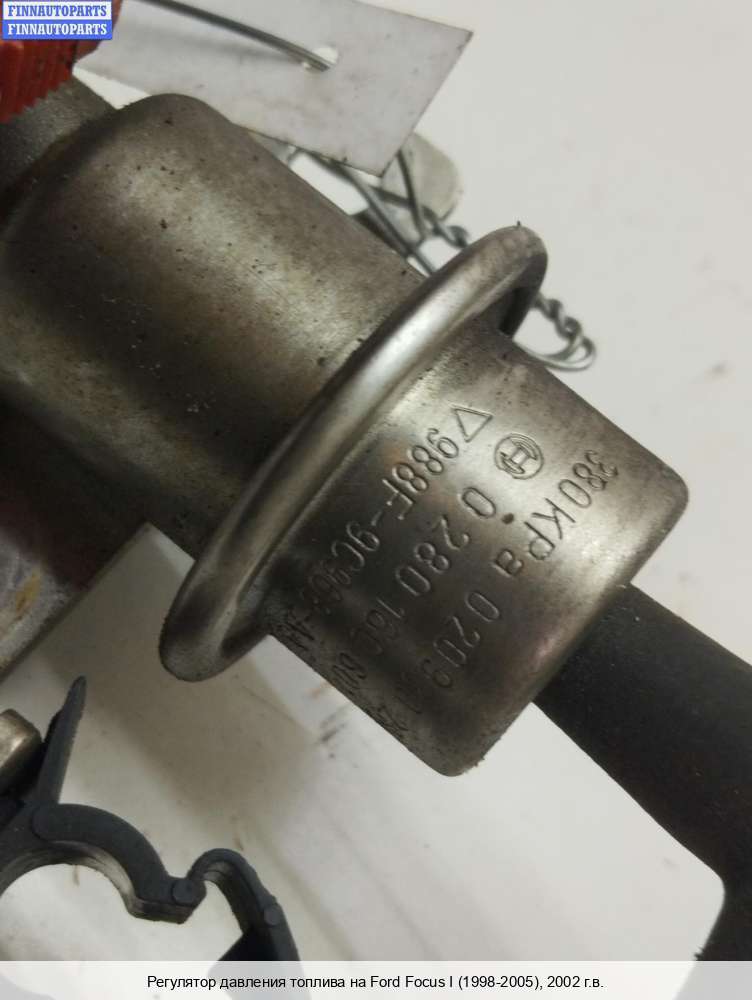 FINNAUTOPARTS
FINNAUTOPARTS
380KPa 0209
0 280 160
988F-9C968-
Регулятор давления топлива на Ford Focus I (1998-2005), 2002 г.в.